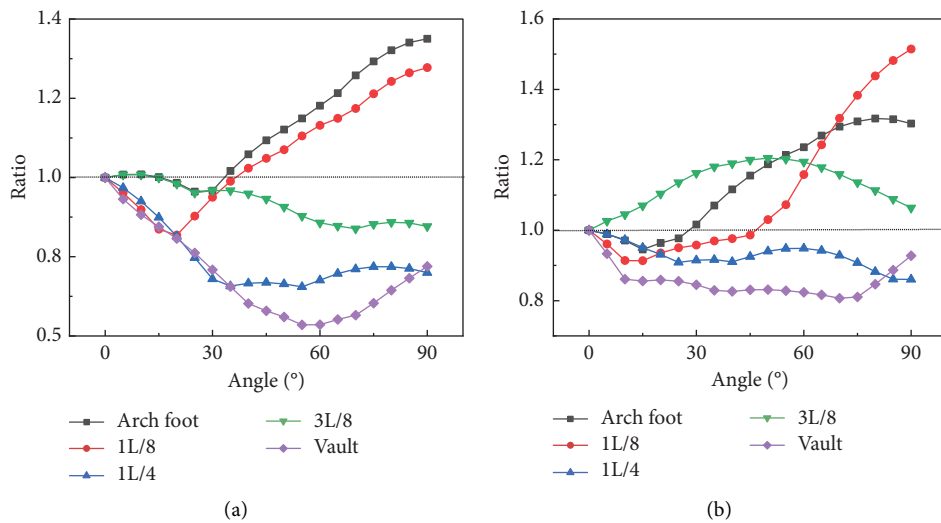 1.4
1.2
1.0
0.8
0.5
Ratio
0 30 60 90
Angle (°)
Arch foot
1L/8
1L/4
3L/8
Vault
(a)
1.6
1.4
1.2
1.0
0.8
Ratio
0 30 60 90
Angle (°)
Arch foot
1L/8
1L/4
3L/8
Vault
(b)